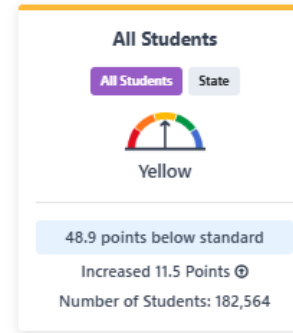 All Students
All Students State
Yellow
48.9 points below standard
Increased 11.5 Points
Number of Students: 182,564